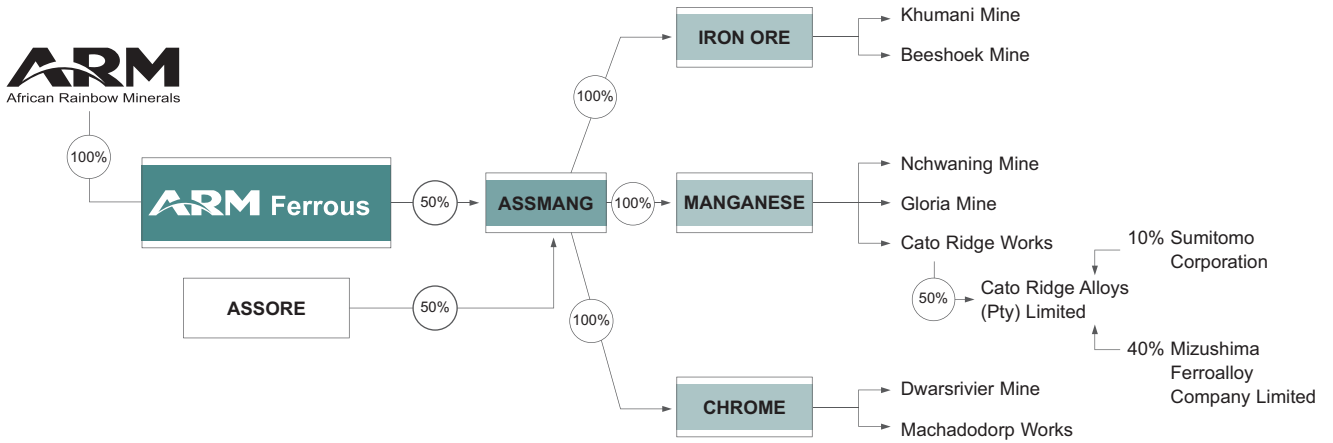 ARM
African Rainbow Minerals
100%
ARM Ferrous
50%
ASSORE
50%
ASSMANG
100%
IRON ORE
Khumani Mine
Beeshoek Mine
100%
MANGANESE
Nchwaning Mine
Gloria Mine
Cato Ridge Works
50%
Cato Ridge Alloys
(Pty) Limited
10% Sumitomo
Corporation
40% Mizushima
Ferroalloy
Company Limited
100%
CHROME
Dwarsrivier Mine
Machadodorp Works